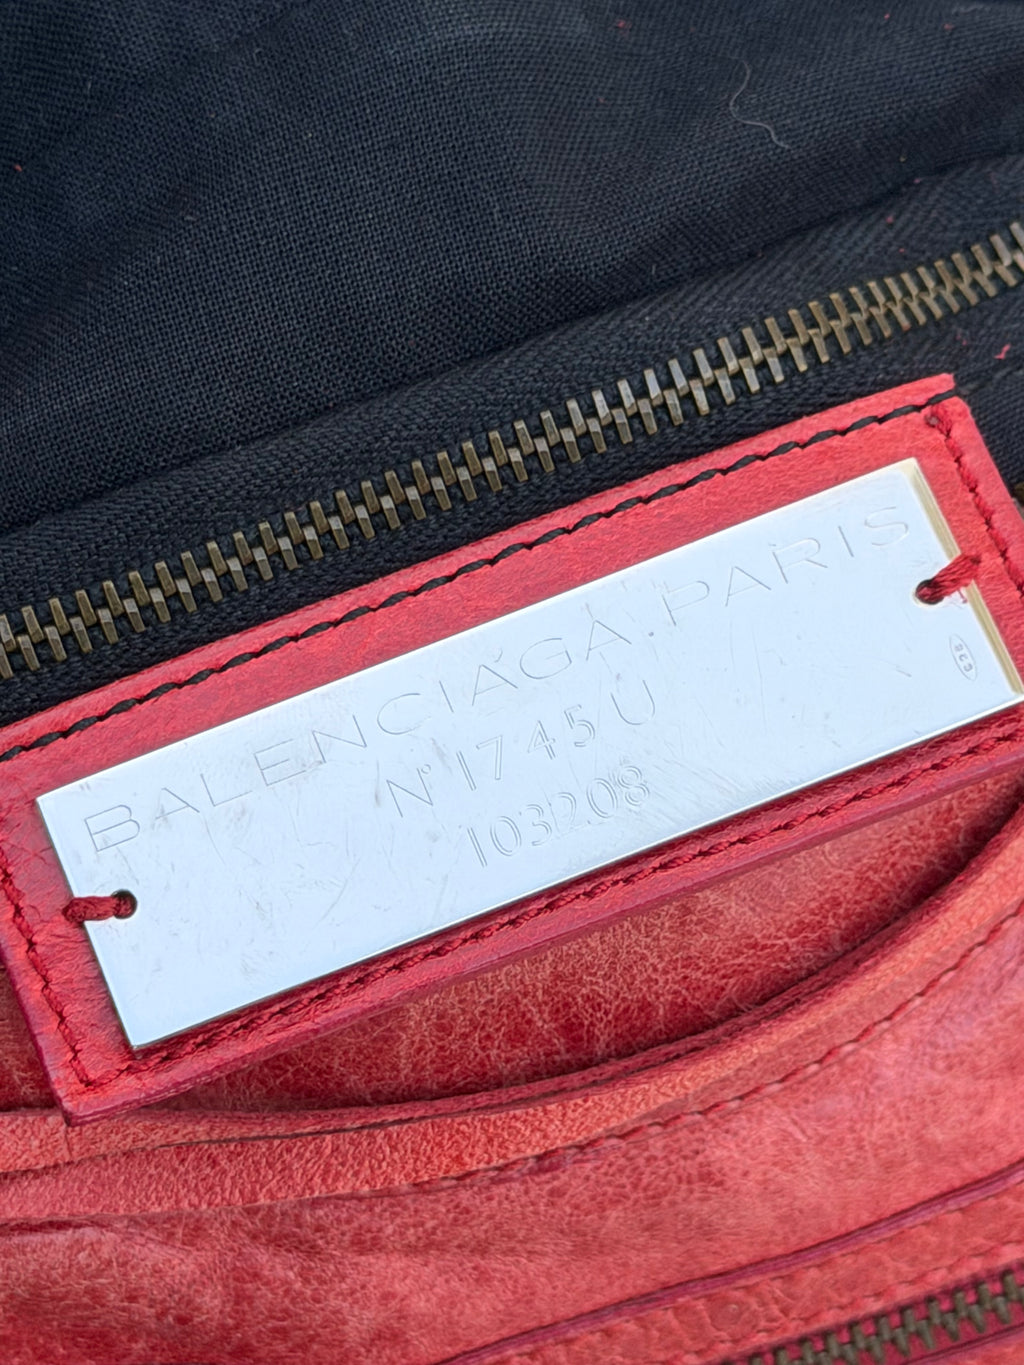 BALENCIAGA.PARIS
N° 1745 U
103208